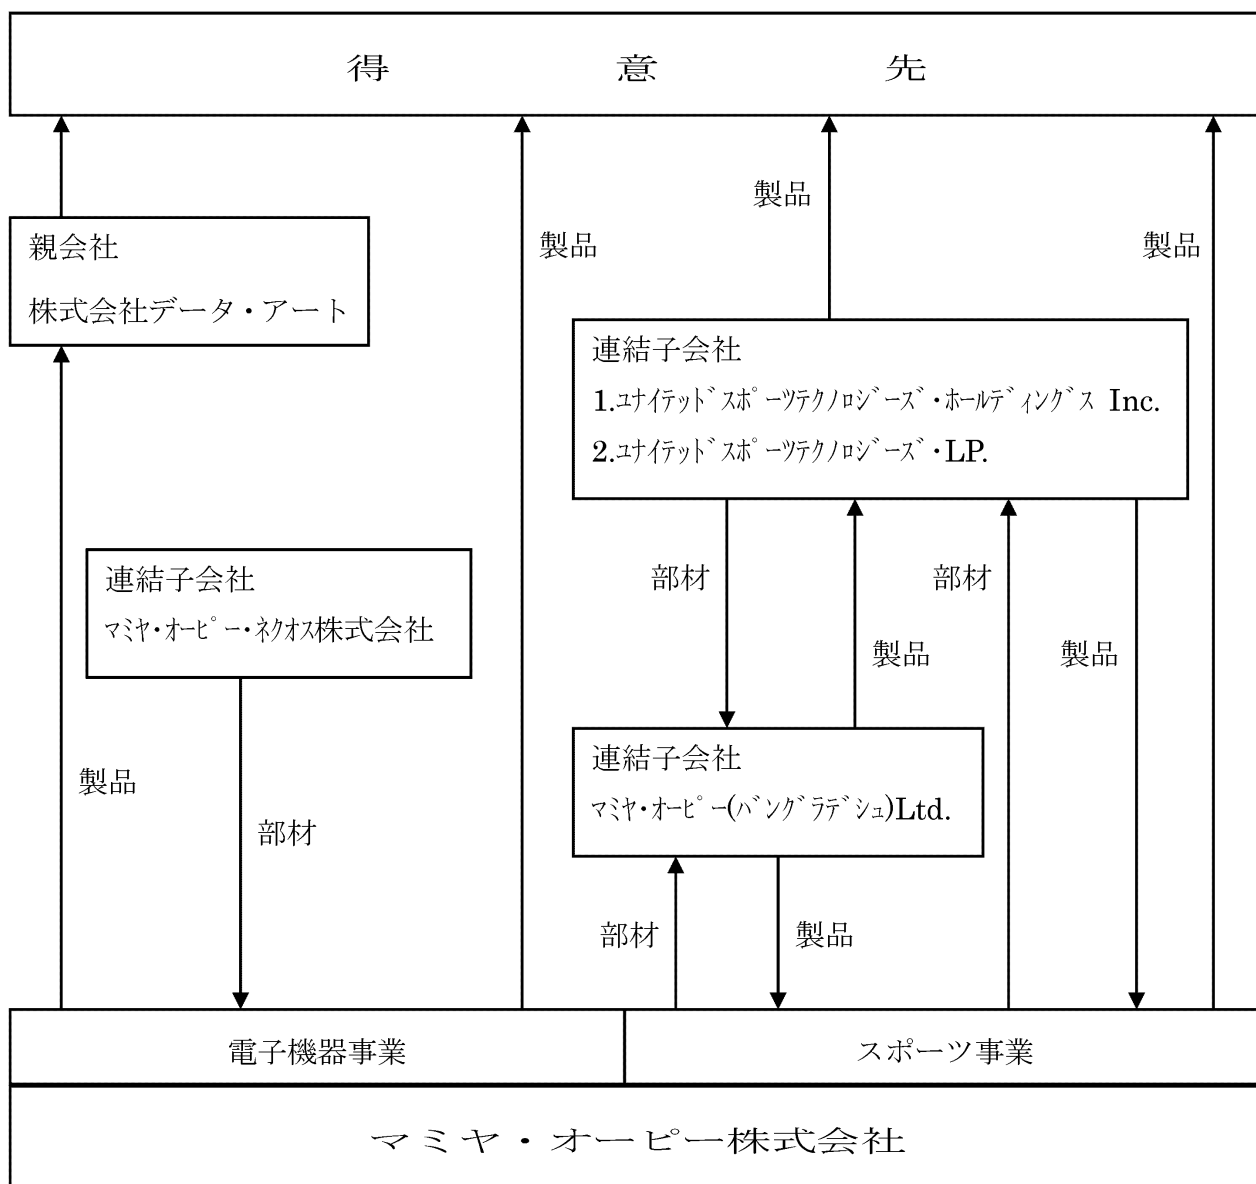 得意先
製品
製品
製品
親会社
株式会社データ・アート
連結子会社
1.ﾕﾅｲﾃｯﾄﾞｽﾎﾟｰﾂﾃｸﾉﾛｼﾞｰｽﾞ・ﾎｰﾙﾃﾞｨﾝｸﾞｽ Inc.
2.ﾕﾅｲﾃｯﾄﾞｽﾎﾟｰﾂﾃｸﾉﾛｼﾞｰｽﾞ・LP.
連結子会社
ﾏﾐﾔ・ｵｰﾋﾟｰ・ﾈｸｵｽ株式会社
部材
部材
製品
製品
連結子会社
ﾏﾐﾔ・ｵｰﾋﾟｰ(ﾊﾞﾝｸﾞﾗﾃﾞｼｭ)Ltd.
製品
部材
部材
製品
電子機器事業
スポーツ事業
マミヤ・オーピー株式会社